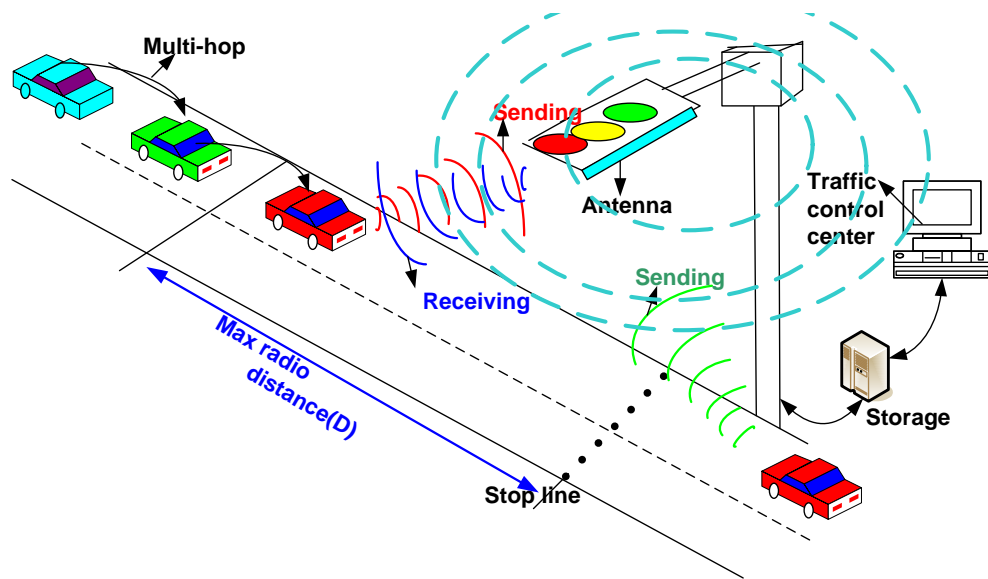 Multi-hop
Sending
Antenna
Traffic
control
center
Receiving
Sending
Max radio
distance(D)
Storage
Stop line